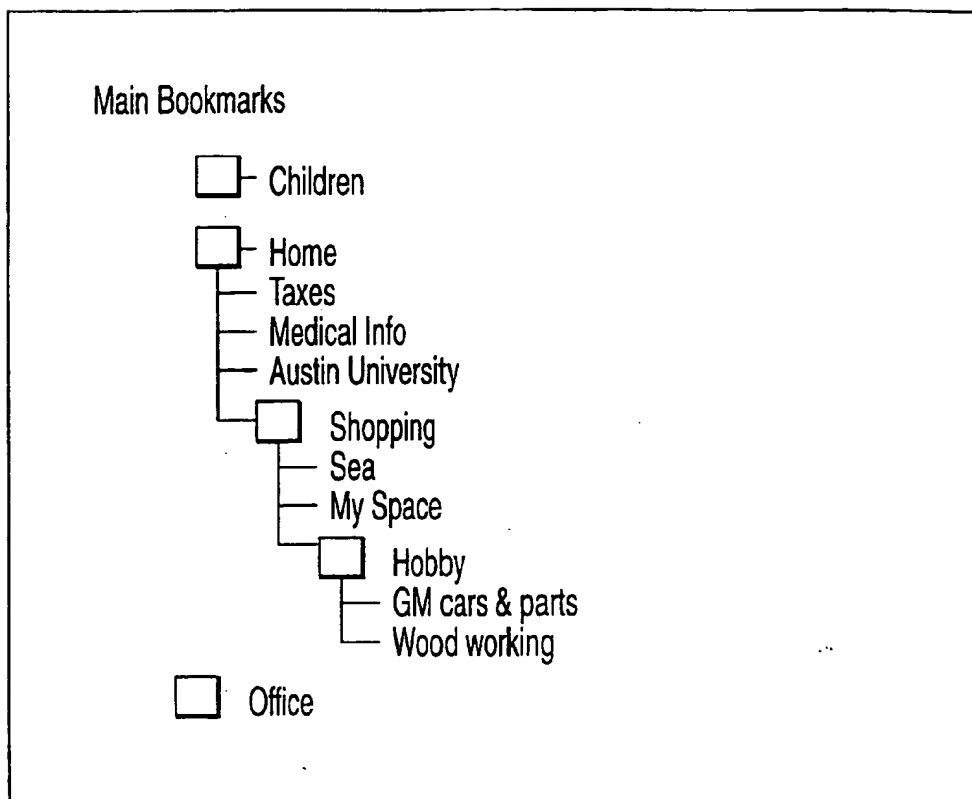 Main Bookmarks
Children
Home
Taxes
Medical Info
Austin University
Shopping
Sea
My Space
Hobby
GM cars & parts
Wood working
Office